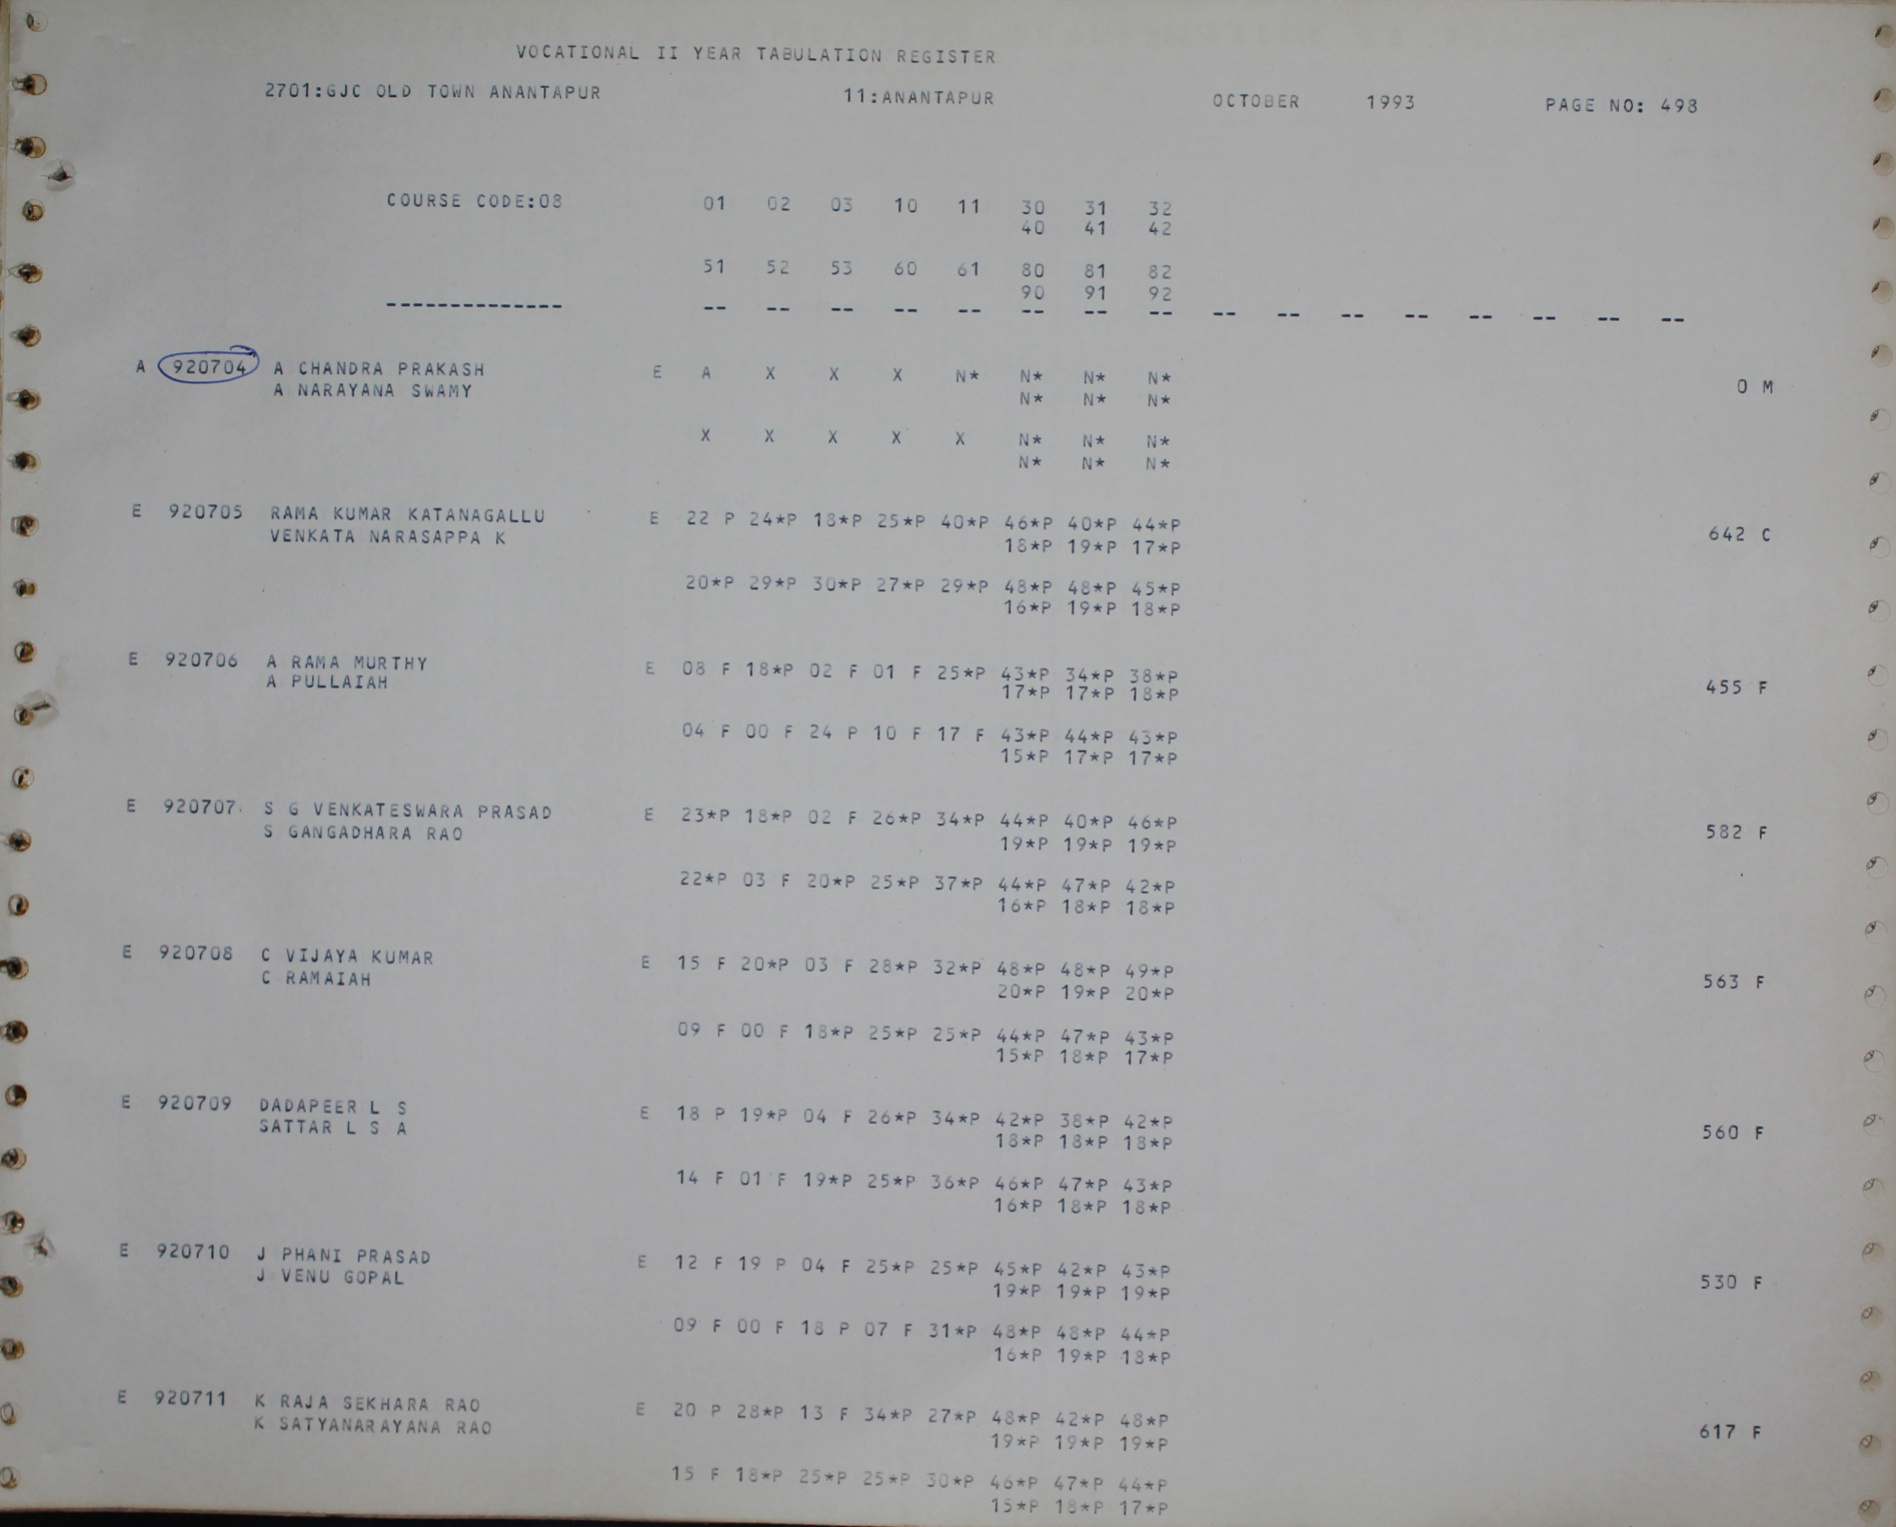 VOCATIONAL II YEAR TABULATION REGISTER
2701:GJC OLD TOWN ANANTAPUR 11:ANANTAPUR OCTOBER 1993 PAGE NO: 498
COURSE CODE:08 01 02 03 10 11 30 31 32
40 41 42
51 52 53 60 61 80 81 82
90 91 92
-------------- -- -- -- -- -- -- -- -- -- -- -- -- -- -- -- --
A 920704 A CHANDRA PRAKASH E A X X X N* N* N* N*
A NARAYANA SWAMY N* N* N* 0 M
X X X X X N* N* N*
N* N* N*
E 920705 RAMA KUMAR KATANAGALLU E 22 P 24*P 18*P 25*P 40*P 46*P 40*P 44*P
VENKATA NARASAPPA K 18*P 19*P 17*P 642 C
20*P 29*P 30*P 27*P 29*P 48*P 48*P 45*P
16*P 19*P 18*P
E 920706 A RAMA MURTHY E 08 F 18*P 02 F 01 F 25*P 43*P 34*P 38*P
A PULLAIAH 17*P 17*P 18*P 455 F
04 F 00 F 24 P 10 F 17 F 43*P 44*P 43*P
15*P 17*P 17*P
E 920707 S G VENKATESWARA PRASAD E 23*P 18*P 02 F 26*P 34*P 44*P 40*P 46*P
S GANGADHARA RAO 19*P 19*P 19*P 582 F
22*P 03 F 20*P 25*P 37*P 44*P 47*P 42*P
16*P 18*P 18*P
E 920708 C VIJAYA KUMAR E 15 F 20*P 03 F 28*P 32*P 48*P 48*P 49*P
C RAMAIAH 20*P 19*P 20*P 563 F
09 F 00 F 18*P 25*P 25*P 44*P 47*P 43*P
15*P 18*P 17*P
E 920709 DADAPEER L S E 18 P 19*P 04 F 26*P 34*P 42*P 38*P 42*P
SATTAR L S A 18*P 18*P 18*P 560 F
14 F 01 F 19*P 25*P 36*P 46*P 47*P 43*P
16*P 18*P 18*P
E 920710 J PHANI PRASAD E 12 F 19 P 04 F 25*P 25*P 45*P 42*P 43*P
J VENU GOPAL 19*P 19*P 19*P 530 F
09 F 00 F 18 P 07 F 31*P 48*P 48*P 44*P
16*P 19*P 18*P
E 920711 K RAJA SEKHARA RAO E 20 P 28*P 13 F 34*P 27*P 48*P 42*P 48*P
K SATYANARAYANA RAO 19*P 19*P 19*P 617 F
15 F 18*P 25*P 25*P 30*P 46*P 47*P 44*P
15*P 18*P 17*P